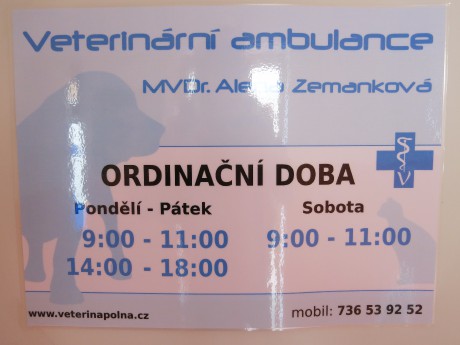 Veterinární ambulance
MVDr. Zemanková
ORDINAČNÍ DOBA
Pondělí - Pátek Sobota
9:00 - 11:00 9:00 - 11:00
14:00 - 18:00
www.veterinapolna.cz mobil: 736 53 92 52